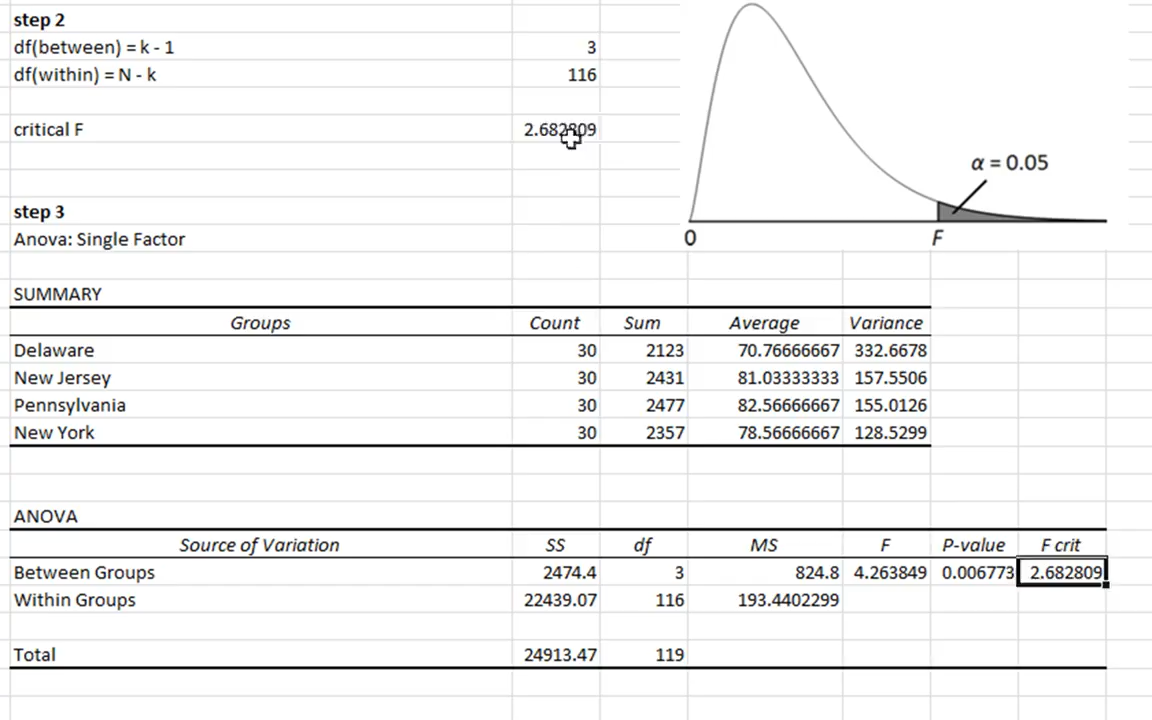 step 2
df(between) = k - 1 3
df(within) = N - k 116
critical F 2.682809
α = 0.05
0 F
step 3
Anova: Single Factor
SUMMARY
Groups Count Sum Average Variance
Delaware 30 2123 70.76666667 332.6678
New Jersey 30 2431 81.03333333 157.5506
Pennsylvania 30 2477 82.56666667 155.0126
New York 30 2357 78.56666667 128.5299
ANOVA
Source of Variation SS df MS F P-value F crit
Between Groups 2474.4 3 824.8 4.263849 0.006773 2.682809
Within Groups 22439.07 116 193.4402299
Total 24913.47 119